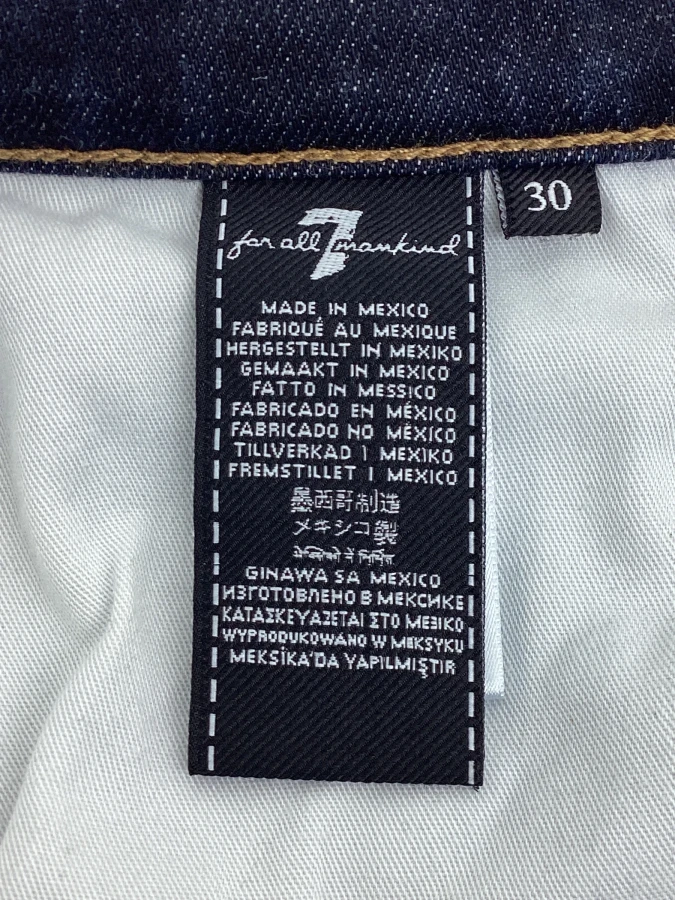 for all 7 mankind
30
MADE IN MEXICO
FABRIQUÉ AU MEXIQUE
HERGESTELLT IN MEXIKO
GEMAAKT IN MEXICO
FATTO IN MESSICO
FABRICADO EN MÉXICO
FABRICADO NO MÉXICO
TILLVERKAD I MEXIKO
FREMSTILLET I MEXICO
墨西哥制造
メキシコ製
GINAWA SA MEXICO
ИЗГОТОВЛЕНО В МЕКСИКЕ
ΚΑΤΑΣΚΕΥΑΖΕΤΑΙ ΣΤΟ ΜΕΞΙΚΟ
WYPRODUKOWANO W MEKSYKU
MEKSİKA'DA YAPILMIŞTIR